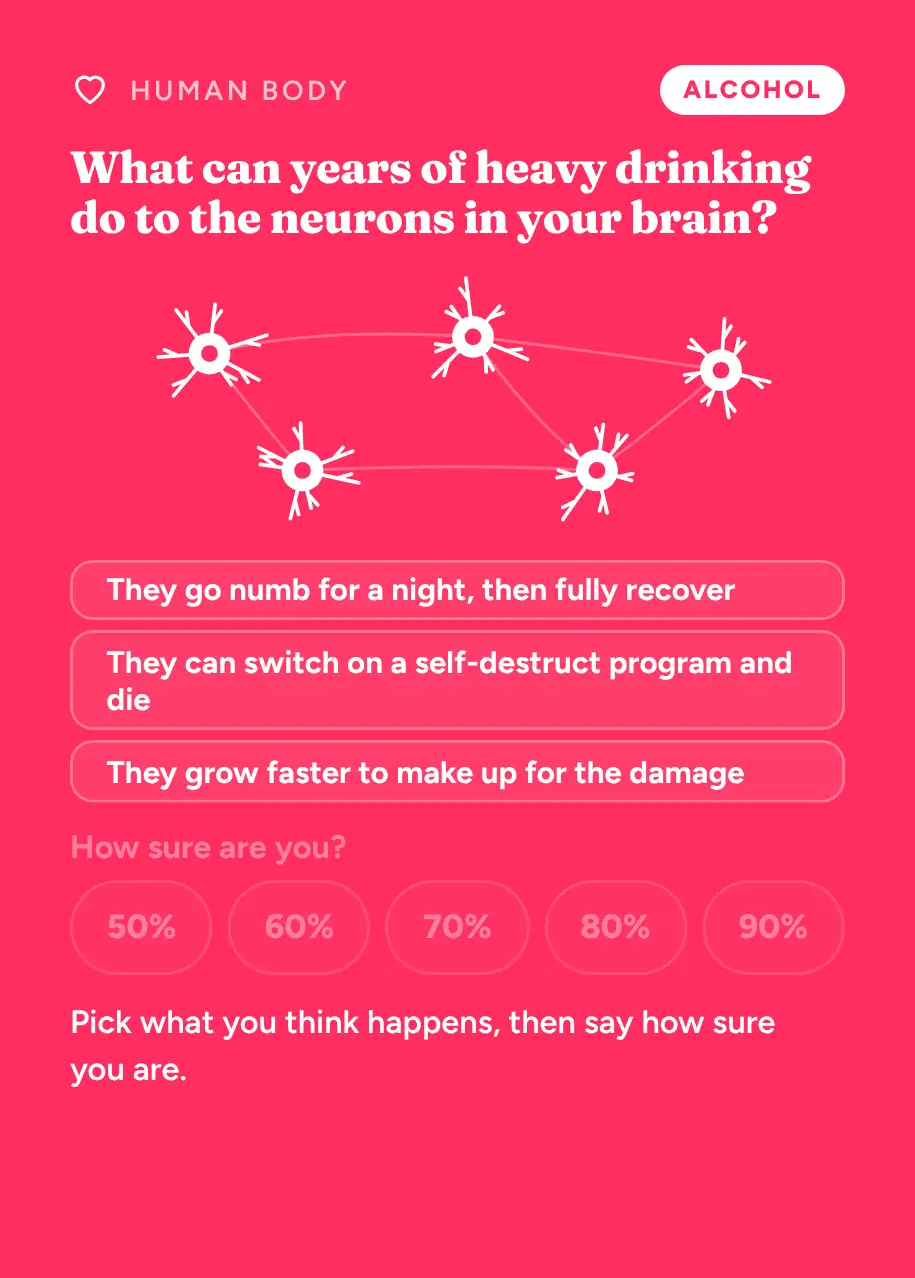 HUMAN BODY
ALCOHOL
What can years of heavy drinking
do to the neurons in your brain?
They go numb for a night, then fully recover
They can switch on a self-destruct program and
die
They grow faster to make up for the damage
How sure are you?
50%
60%
70%
80%
90%
Pick what you think happens, then say how sure
you are.